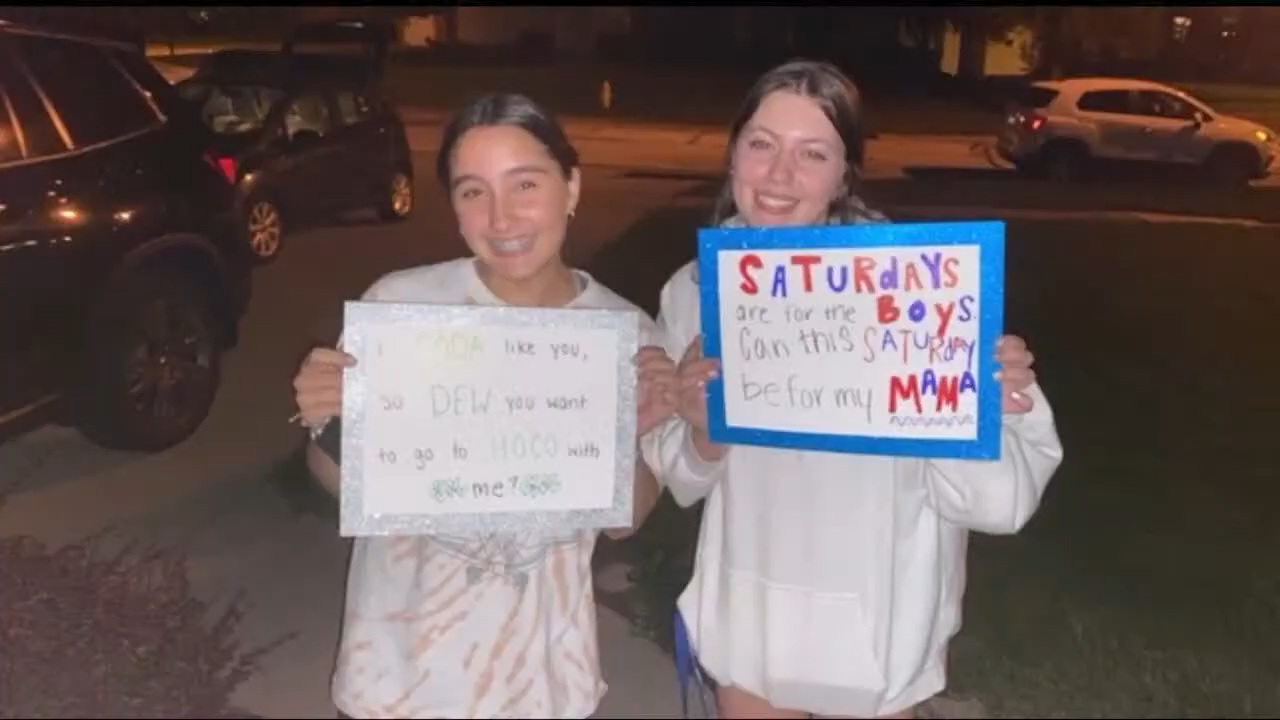 I YODA like you,
so DEW you want
to go to HOCO with
me?
SATURdAYS
are for the BOYS.
Can this SATURdAY
be for my MAMA